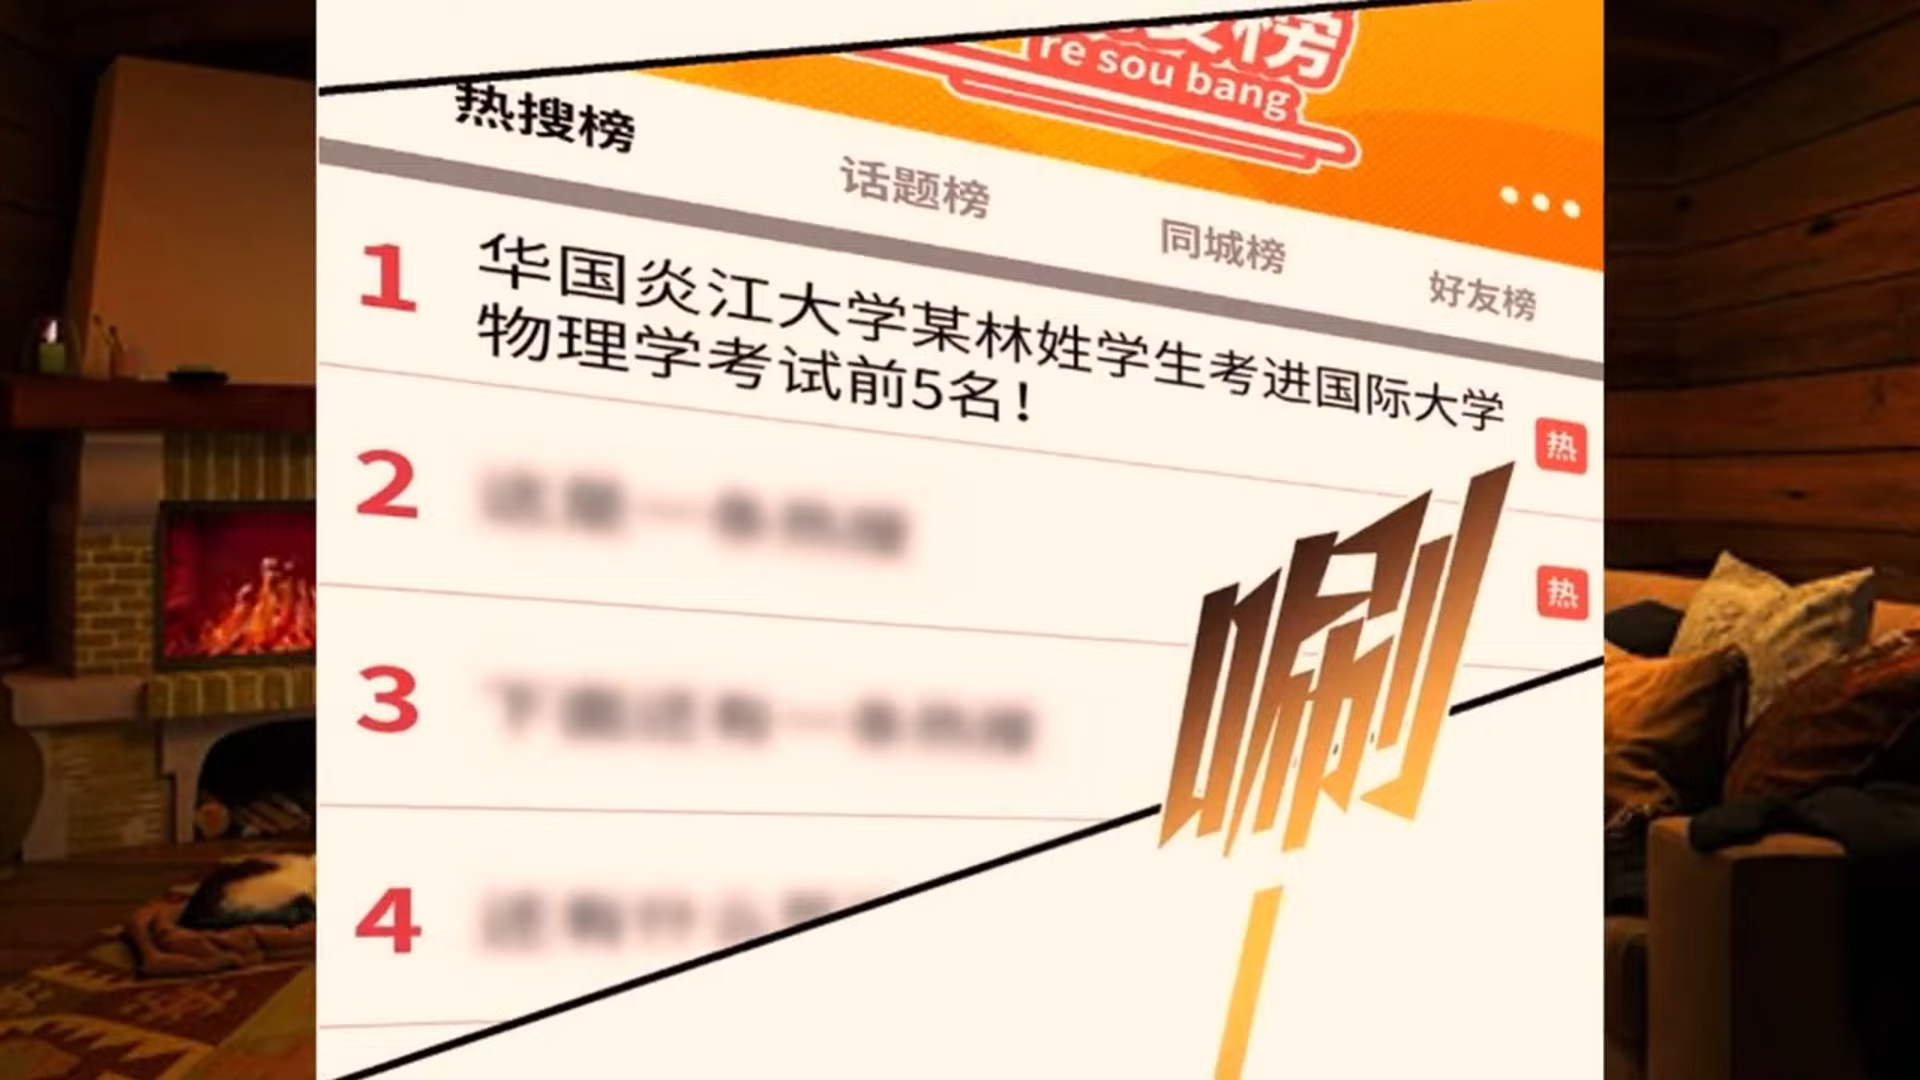 榜
re sou bang
热搜榜
话题榜
同城榜
好友榜
1
华国炎江大学某林姓学生考进国际大学
物理学考试前5名！
热
2
热
3
4
唰